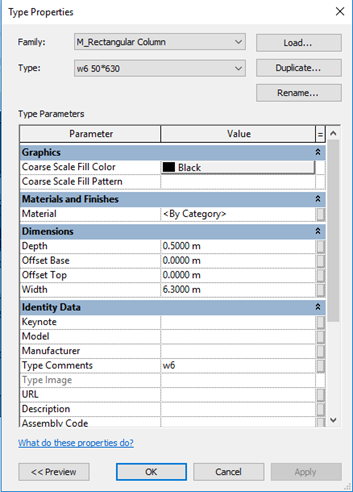 Type Properties
Family: M_Rectangular Column Load...
Type: w6 50*630 Duplicate...
Rename...
Type Parameters
Parameter Value =
Graphics
Coarse Scale Fill Color Black
Coarse Scale Fill Pattern
Materials and Finishes
Material <By Category>
Dimensions
Depth 0.5000 m
Offset Base 0.0000 m
Offset Top 0.0000 m
Width 6.3000 m
Identity Data
Keynote
Model
Manufacturer
Type Comments w6
Type Image
URL
Description
Assembly Code
What do these properties do?
<< Preview OK Cancel Apply